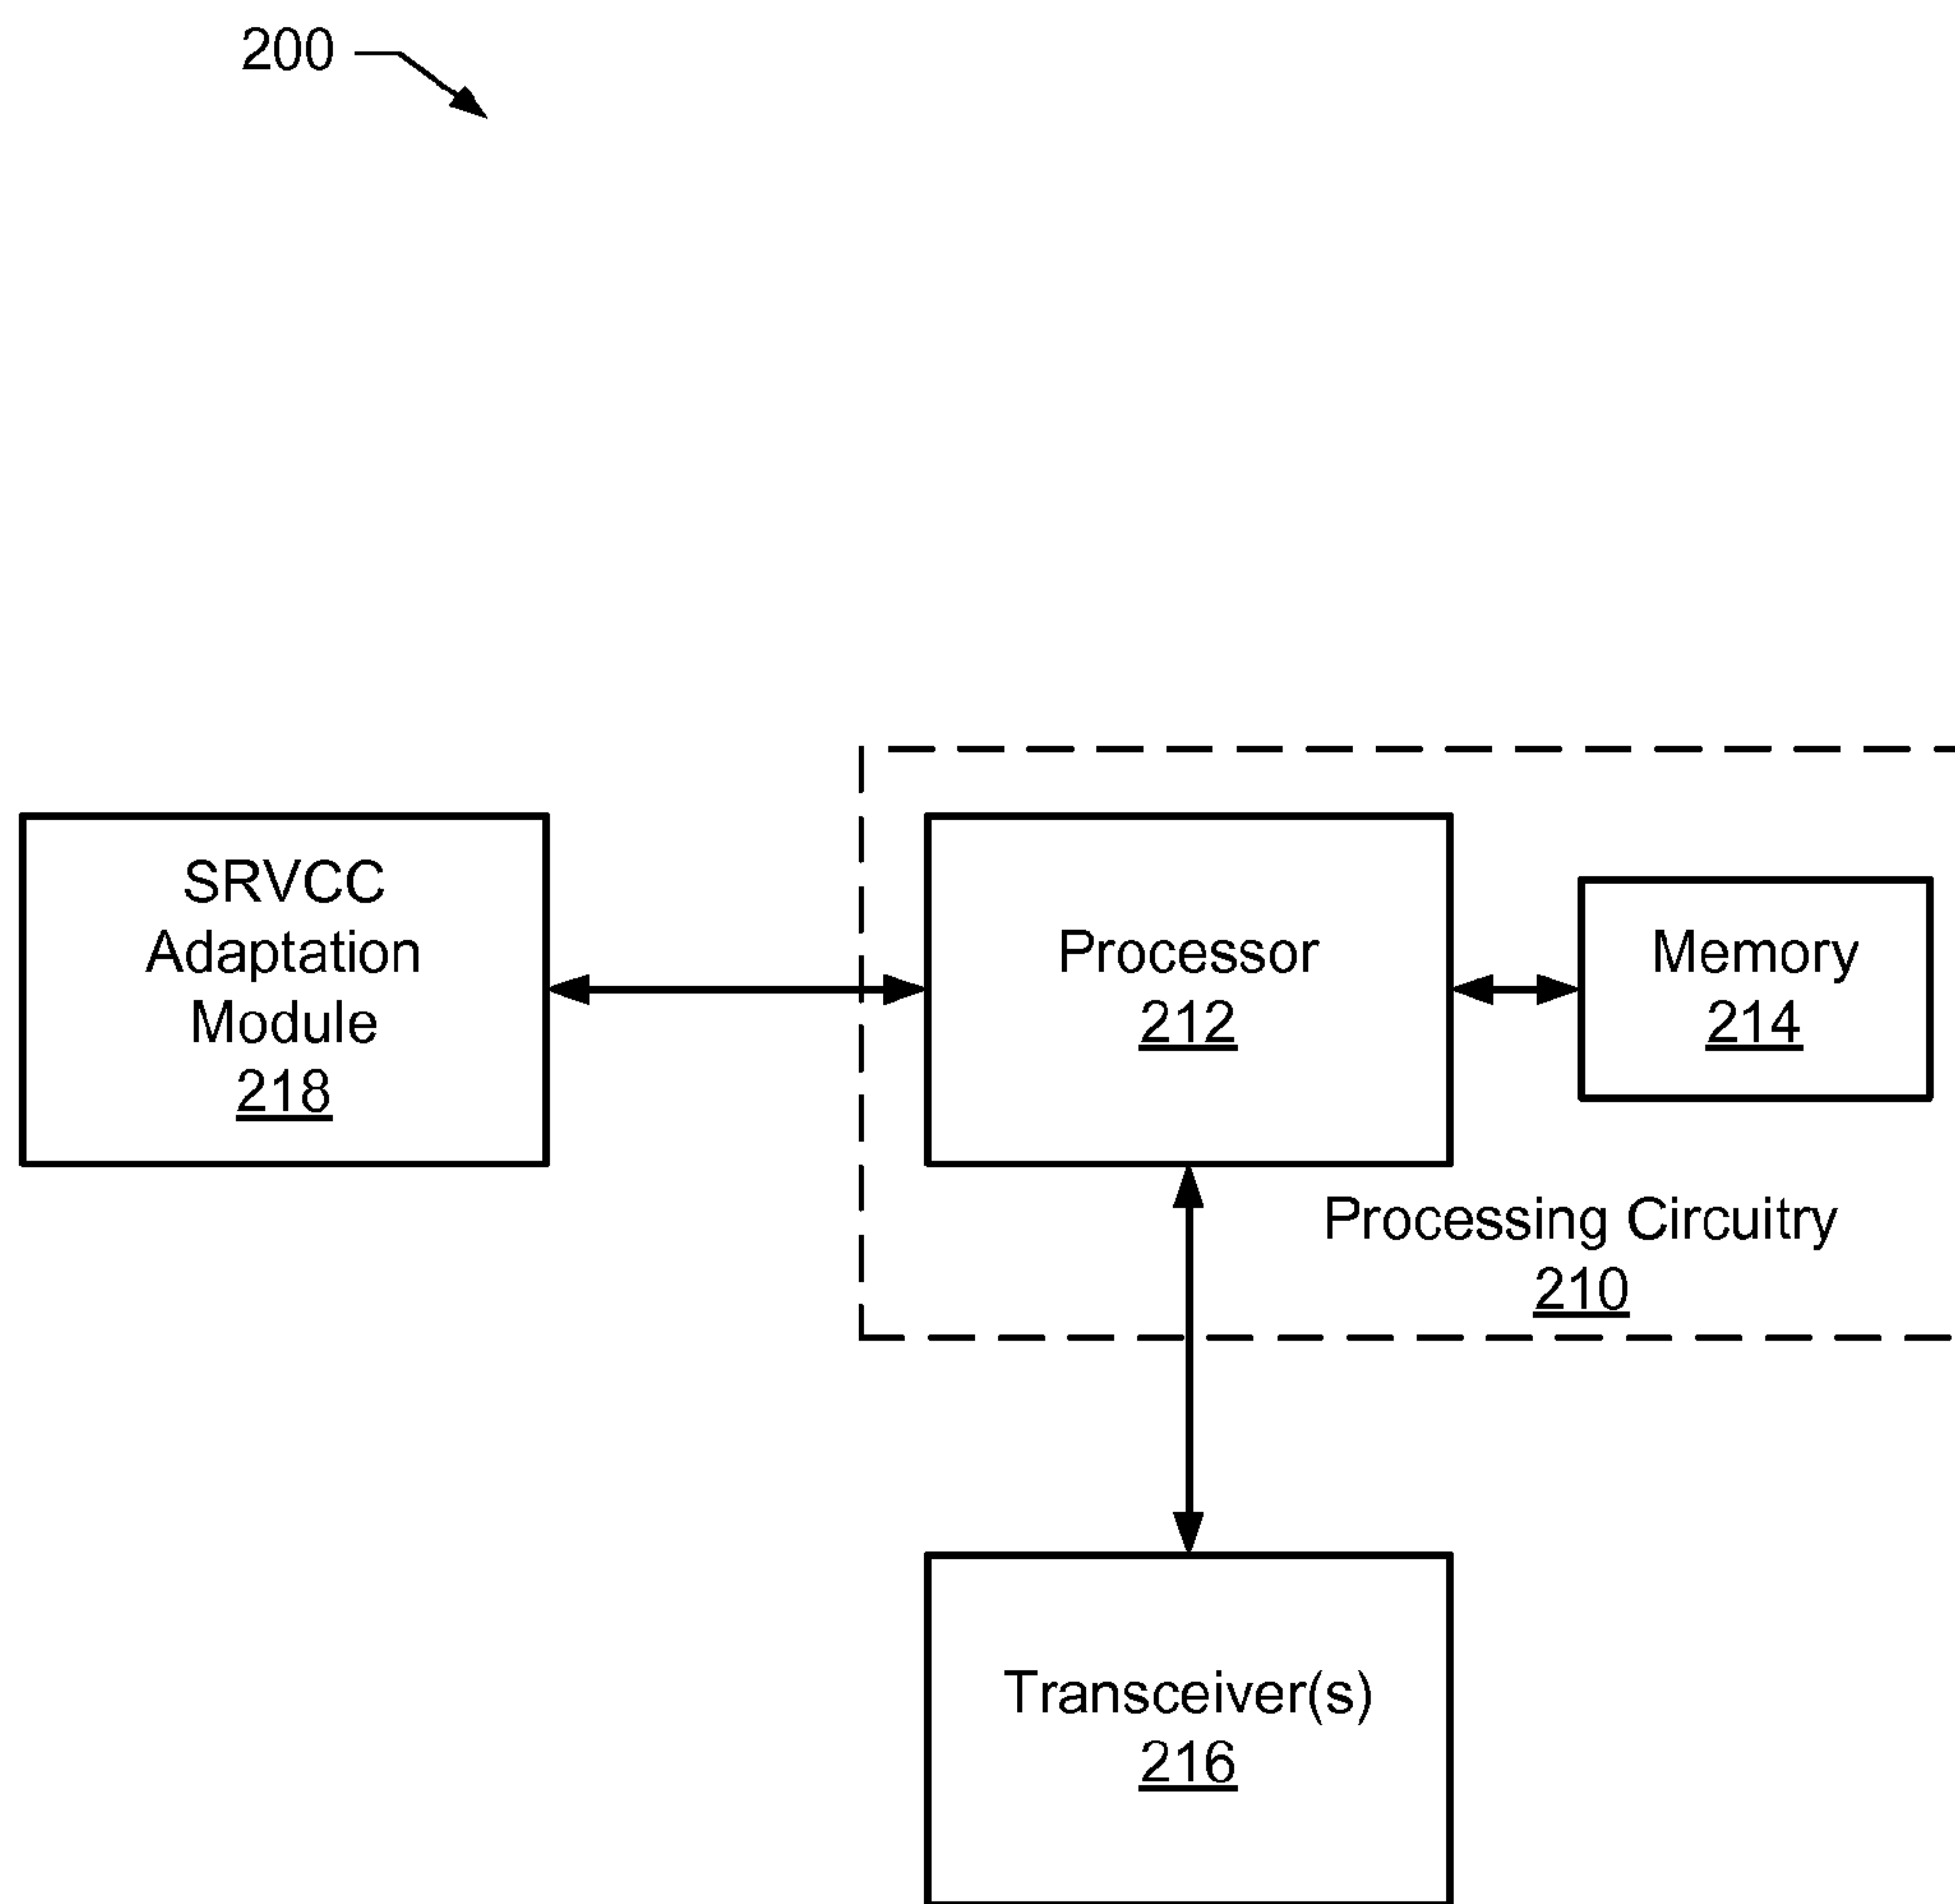 200
SRVCC
Adaptation
Module
218
Processor
212
Memory
214
Processing Circuitry
210
Transceiver(s)
216